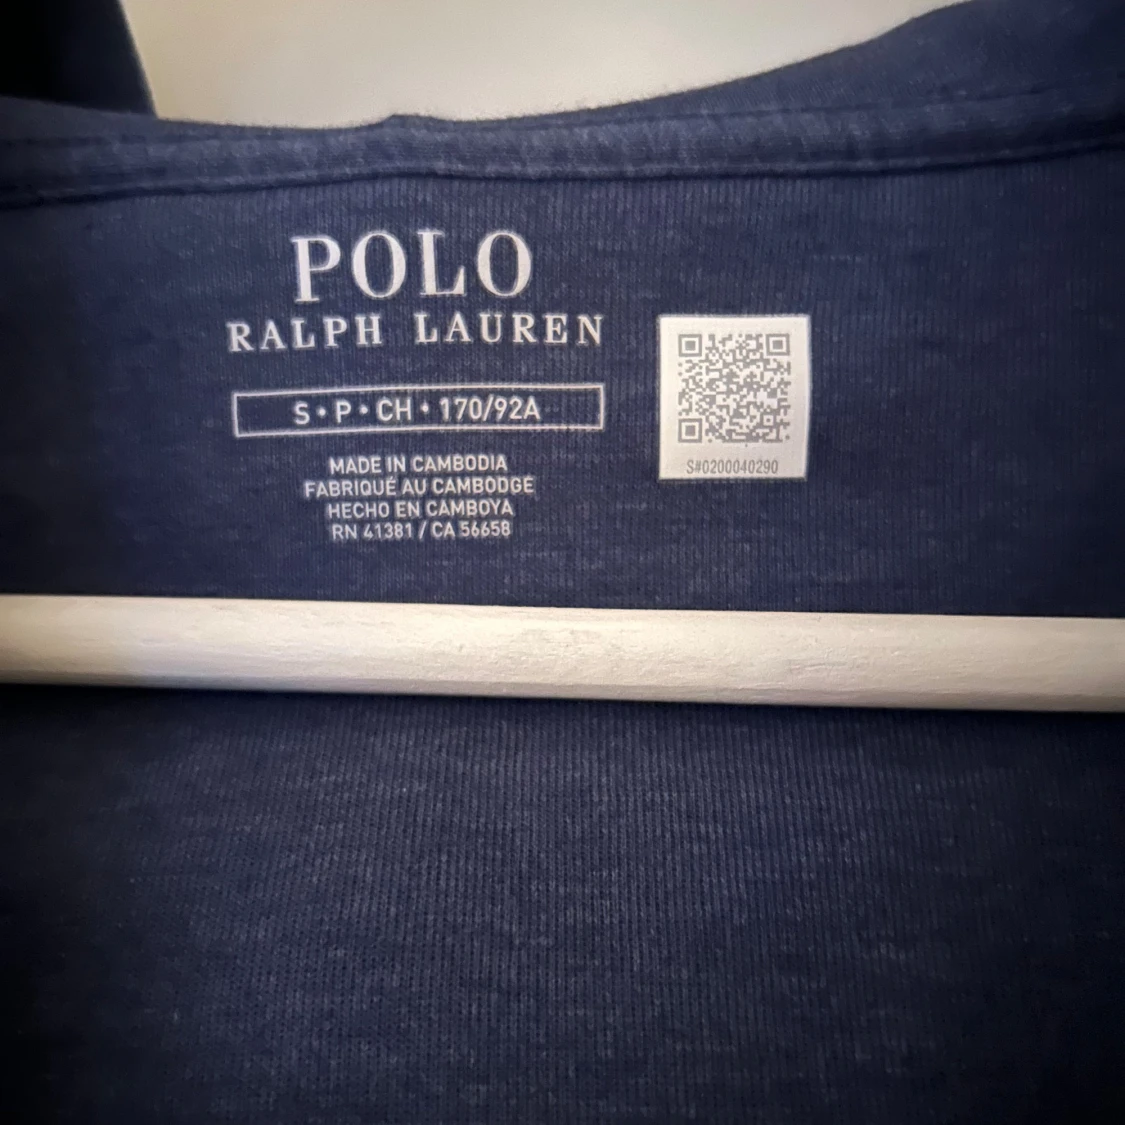 POLO
RALPH LAUREN
S • P • CH • 170/92A
MADE IN CAMBODIA
FABRIQUÉ AU CAMBODGE
HECHO EN CAMBOYA
RN 41381 / CA 56658
S#0200040290